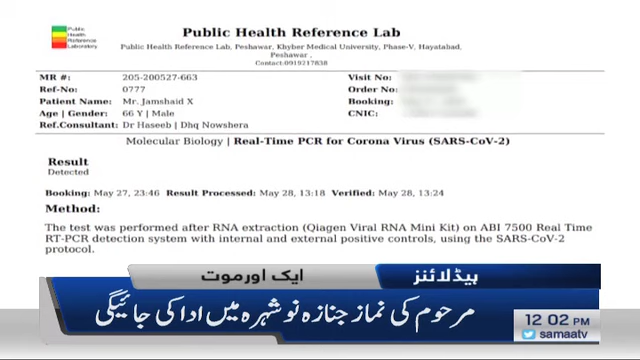 Public
Health
Reference
Laboratory
Public Health Reference Lab
Public Health Reference Lab, Peshawar, Khyber Medical University, Phase-V, Hayatabad,
Peshawar .
Contact:0919217838
MR #: 205-200527-663 Visit No:
Ref-No: 0777 Order No:
Patient Name: Mr. Jamshaid X Booking:
Age | Gender: 66 Y | Male CNIC:
Ref.Consultant: Dr Haseeb | Dhq Nowshera
Molecular Biology | Real-Time PCR for Corona Virus (SARS-CoV-2)
Result
Detected
Booking: May 27, 23:46 Result Processed: May 28, 13:18 Verified: May 28, 13:24
Method:
The test was performed after RNA extraction (Qiagen Viral RNA Mini Kit) on ABI 7500 Real Time
RT-PCR detection system with internal and external positive controls, using the SARS-CoV-2
protocol.
ہیڈلائنز ایک اور موت
مرحوم کی نماز جنازہ نوشہرہ میں ادا کی جائیگی
12:02 PM
samaatv